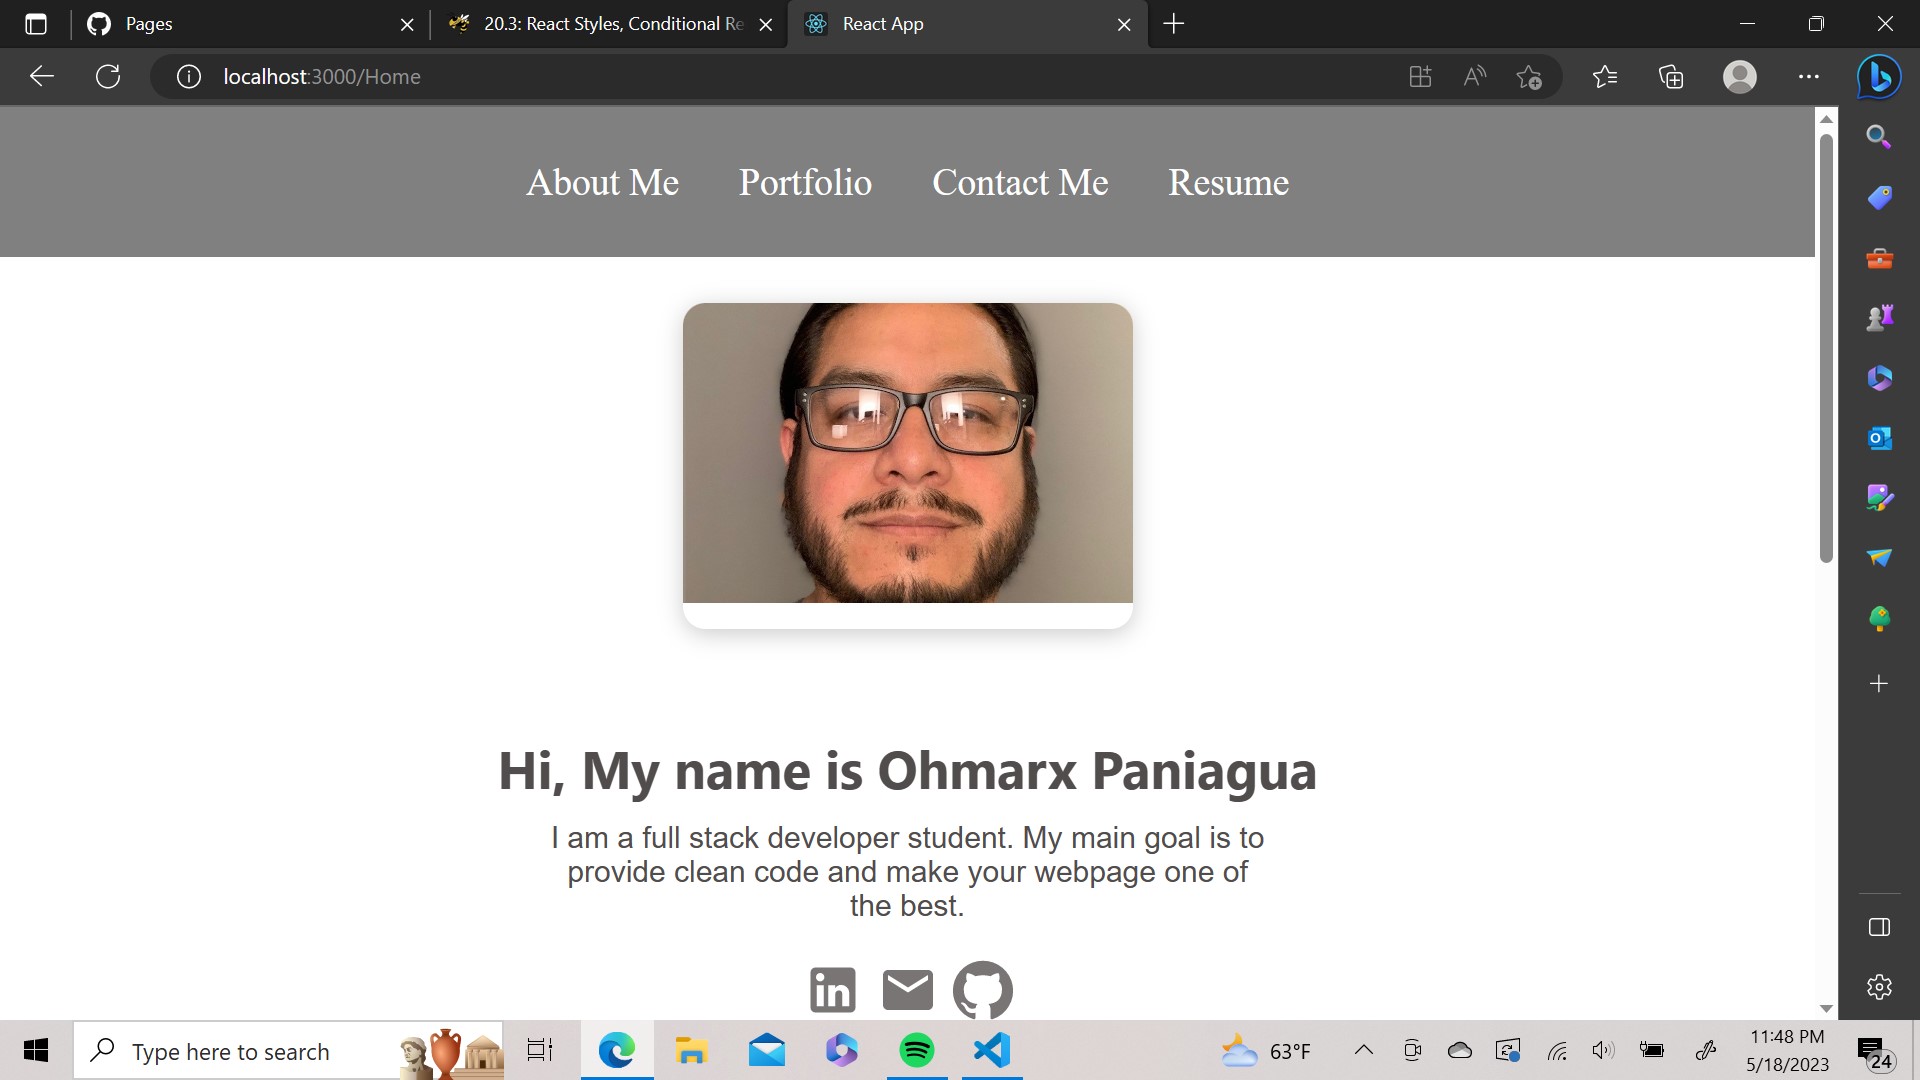 Pages
20.3: React Styles, Conditional Re
React App
localhost:3000/Home
About Me Portfolio Contact Me Resume
Hi, My name is Ohmarx Paniagua
I am a full stack developer student. My main goal is to
provide clean code and make your webpage one of
the best.
in
Type here to search
63°F
11:48 PM
5/18/2023
24